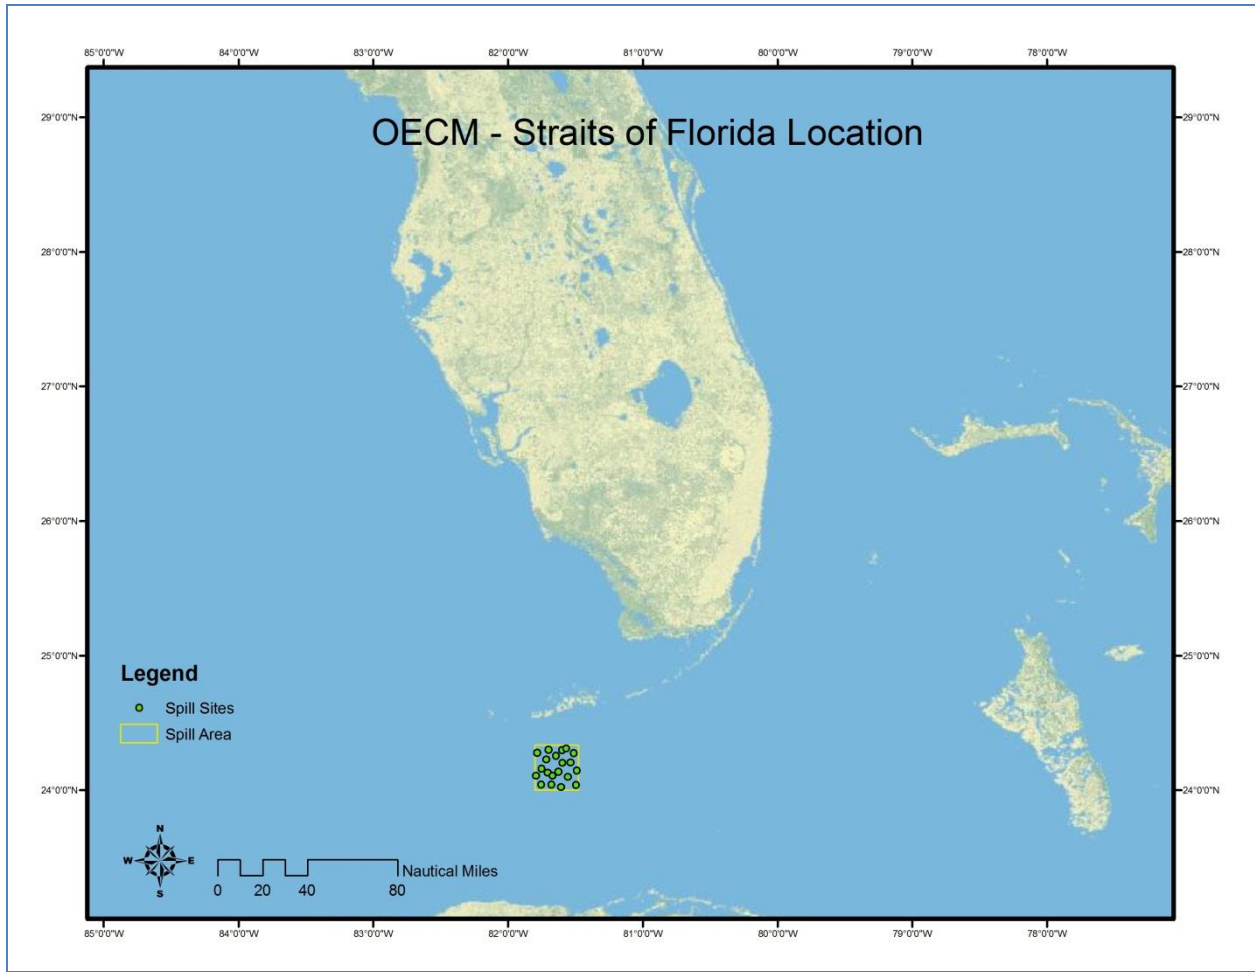 85°0'0"W 84°0'0"W 83°0'0"W 82°0'0"W 81°0'0"W 80°0'0"W 79°0'0"W 78°0'0"W
OECM - Straits of Florida Location
29°0'0"N 29°0'0"N
28°0'0"N 28°0'0"N
27°0'0"N 27°0'0"N
26°0'0"N 26°0'0"N
25°0'0"N 25°0'0"N
Legend
Spill Sites
Spill Area
24°0'0"N 24°0'0"N
N
W E
S
Nautical Miles
0 20 40 80
85°0'0"W 84°0'0"W 83°0'0"W 82°0'0"W 81°0'0"W 80°0'0"W 79°0'0"W 78°0'0"W